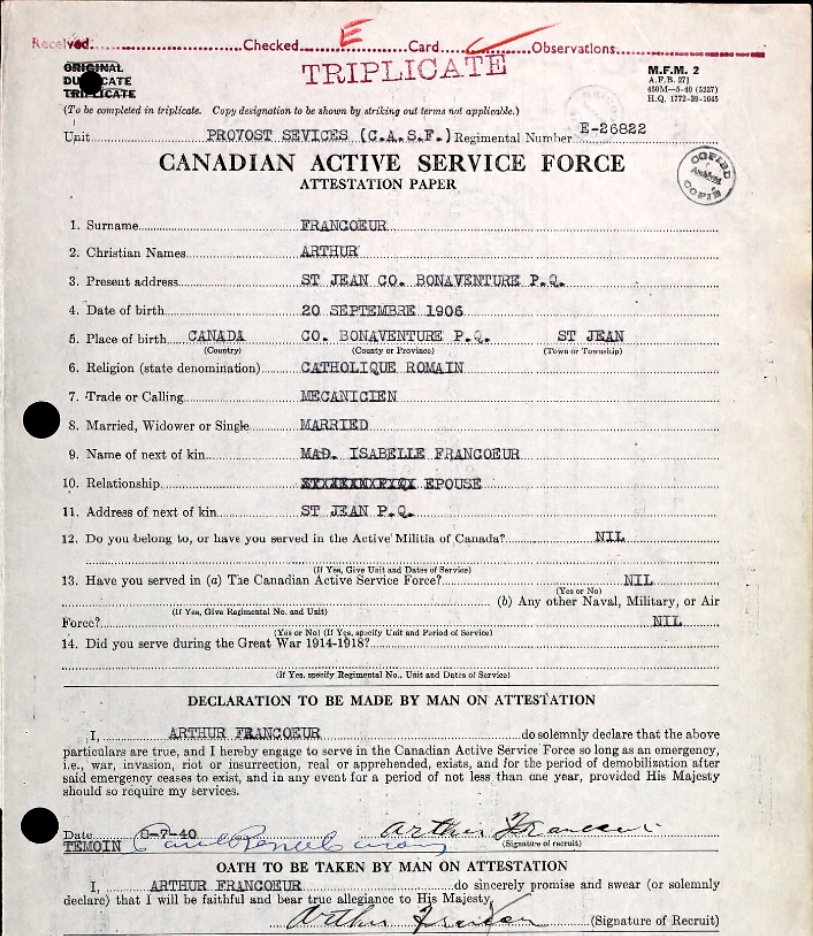 Received: Checked E Card Observations
TRIPLICATE
ORIGINAL
DUPLICATE
TRIPLICATE
M.F.M. 2
A.F.B. 271
450M—5-40 (5227)
H.Q. 1772-39-1645
(To be completed in triplicate. Copy designation to be shown by striking out terms not applicable.)
Unit PROVOST SEVICES (C.A.S.F.) Regimental Number E-26822
CANADIAN ACTIVE SERVICE FORCE
ATTESTATION PAPER
COPIED
COPIE
1. Surname FRANCOEUR
2. Christian Names ARTHUR
3. Present address ST JEAN CO. BONAVENTURE P.Q.
4. Date of birth 20 SEPTEMBRE 1906
5. Place of birth CANADA CO. BONAVENTURE P.Q. ST JEAN
(Country) (County or Province) (Town or Township)
6. Religion (state denomination) CATHOLIQUE ROMAIN
7. Trade or Calling MECANICIEN
8. Married, Widower or Single MARRIED
9. Name of next of kin MAD. ISABELLE FRANCOEUR
10. Relationship EPOUSE
11. Address of next of kin ST JEAN P.Q.
12. Do you belong to, or have you served in the Active Militia of Canada? NIL
(If Yes, Give Unit and Dates of Service)
13. Have you served in (a) The Canadian Active Service Force? NIL
(Yes or No)
(b) Any other Naval, Military, or Air
(If Yes, Give Regimental No. and Unit)
Force? NIL
(Yes or No) (If Yes, specify Unit and Period of Service)
14. Did you serve during the Great War 1914-1918?
(If Yes, specify Regimental No., Unit and Dates of Service)
DECLARATION TO BE MADE BY MAN ON ATTESTATION
I, ARTHUR FRANCOEUR do solemnly declare that the above
particulars are true, and I hereby engage to serve in the Canadian Active Service Force so long as an emergency,
i.e., war, invasion, riot or insurrection, real or apprehended, exists, and for the period of demobilization after
said emergency ceases to exist, and in any event for a period of not less than one year, provided His Majesty
should so require my services.
Date 8-7-40 Arthur Francoeur
TEMOIN (Signature of recruit)
OATH TO BE TAKEN BY MAN ON ATTESTATION
I, ARTHUR FRANCOEUR do sincerely promise and swear (or solemnly
declare) that I will be faithful and bear true allegiance to His Majesty.
Arthur (Signature of Recruit)